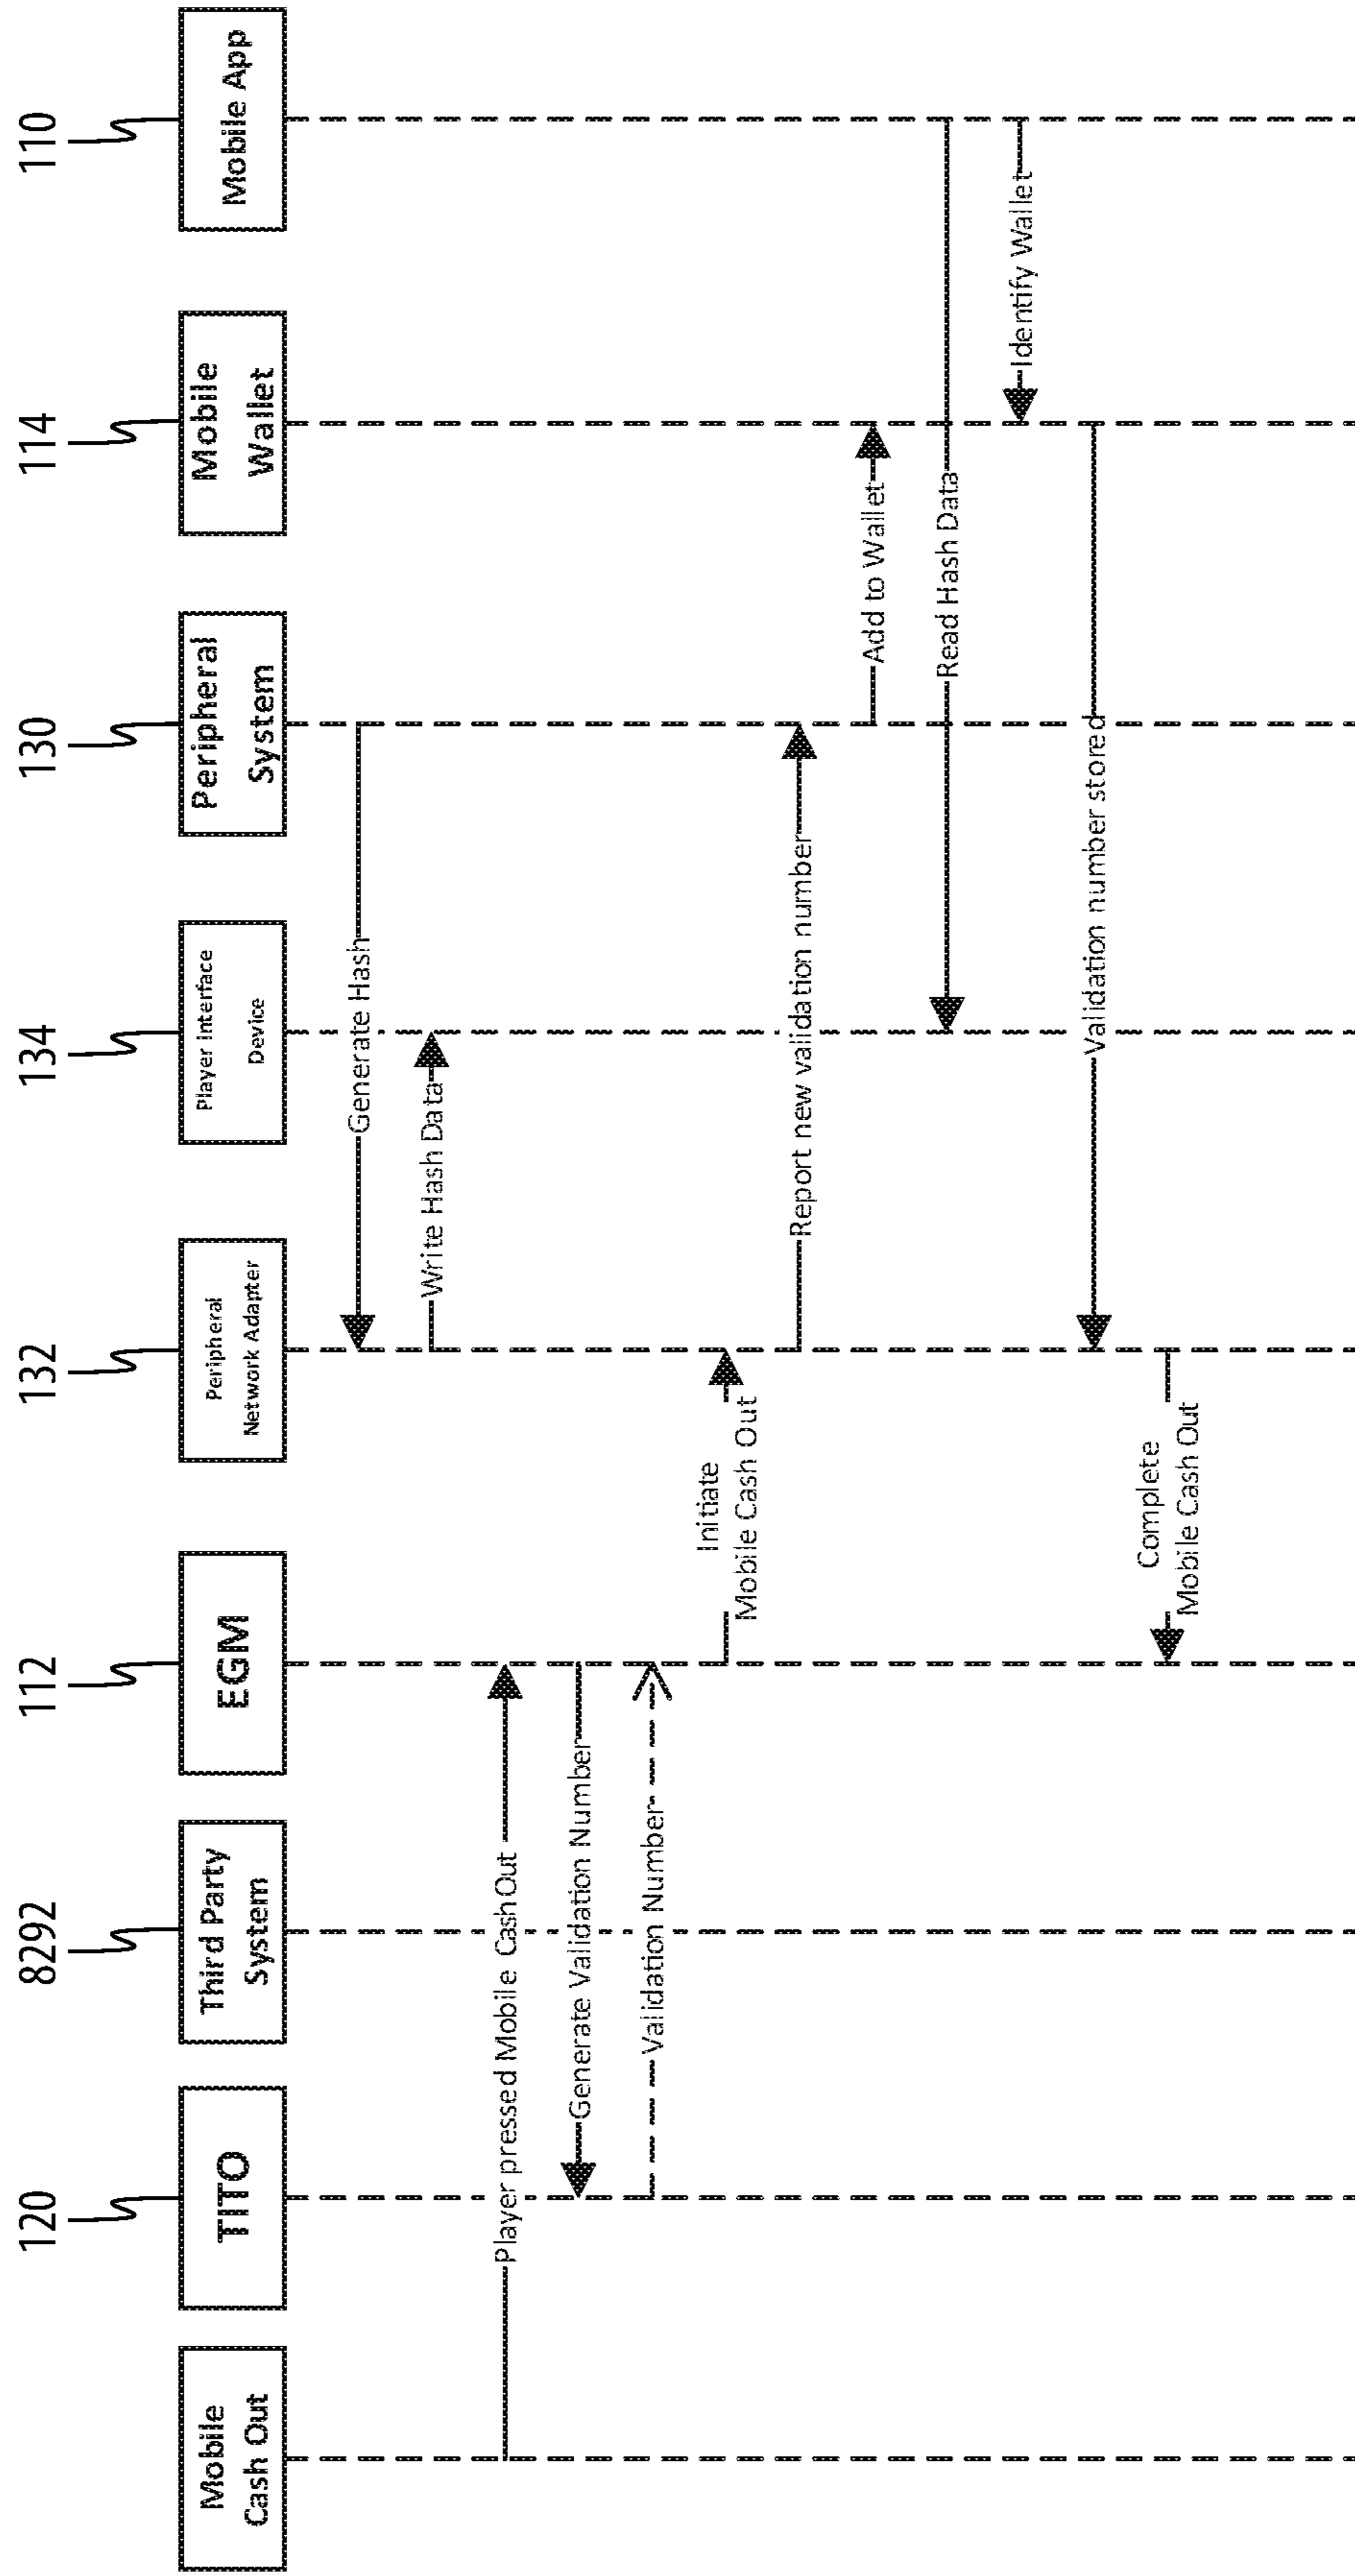 Mobile
Cash Out
120
TITO
8292
Third Party
System
112
EGM
132
Peripheral
Network Adapter
134
Player Interface
Device
130
Peripheral
System
114
Mobile
Wallet
110
Mobile App
Generate Hash
Write Hash Data
Player pressed Mobile CashOut
Generate Validation Number
Validation Number
Initiate
Mobile Cash Out
Report new validation number
Add to Wallet
Read Hash Data
Identify Wallet
Validation number stored
Complete
Mobile Cash Out